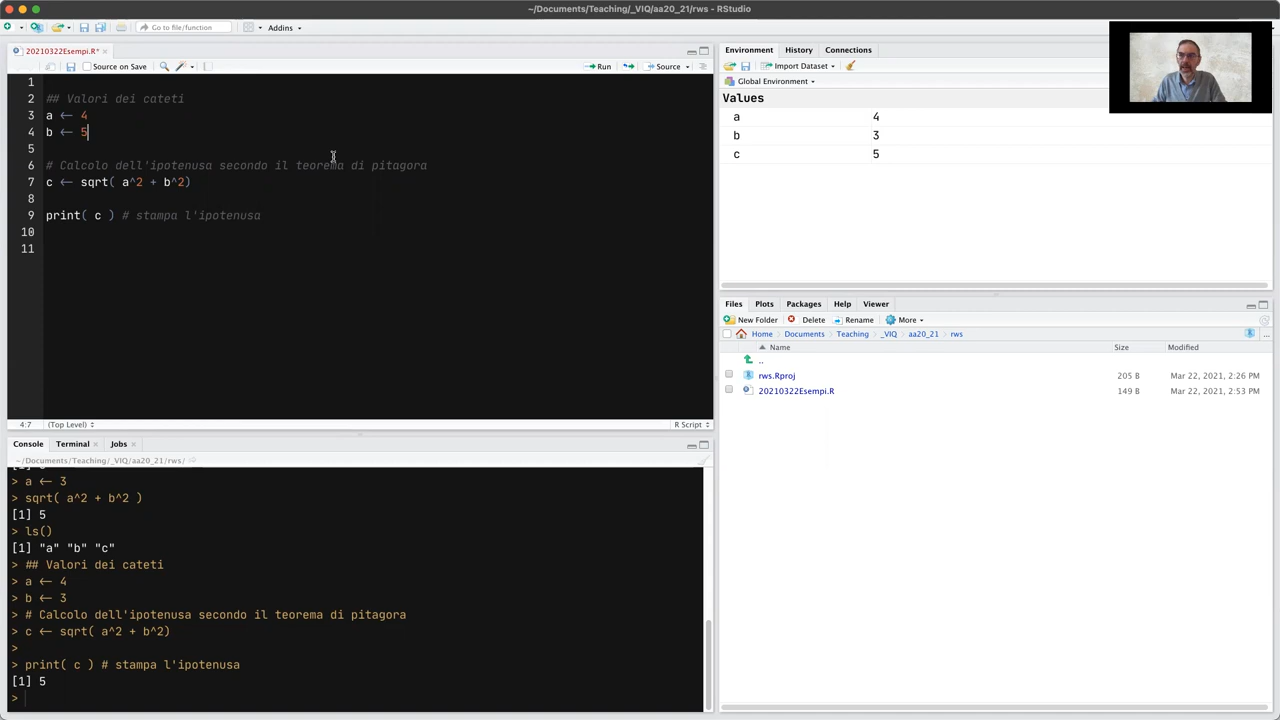 ~/Documents/Teaching/_VIQ/aa20_21/rws - RStudio
Go to file/function
Addins
20210322Esempi.R*
Source on Save
Run
Source
1
2 ## Valori dei cateti
3 a ← 4
4 b ← 5
5
6 # Calcolo dell'ipotenusa secondo il teorema di pitagora
7 c ← sqrt( a^2 + b^2)
8
9 print( c ) # stampa l'ipotenusa
10
11
4:7 (Top Level) R Script
Console Terminal Jobs
~/Documents/Teaching/_VIQ/aa20_21/rws/
> a ← 3
> sqrt( a^2 + b^2 )
[1] 5
> ls()
[1] "a" "b" "c"
> ## Valori dei cateti
> a ← 4
> b ← 3
> # Calcolo dell'ipotenusa secondo il teorema di pitagora
> c ← sqrt( a^2 + b^2)
>
> print( c ) # stampa l'ipotenusa
[1] 5
>
Environment History Connections
Import Dataset
Global Environment
Values
a 4
b 3
c 5
Files Plots Packages Help Viewer
New Folder Delete Rename More
Home Documents Teaching _VIQ aa20_21 rws
...
Name Size Modified
..
rws.Rproj 205 B Mar 22, 2021, 2:26 PM
20210322Esempi.R 149 B Mar 22, 2021, 2:53 PM